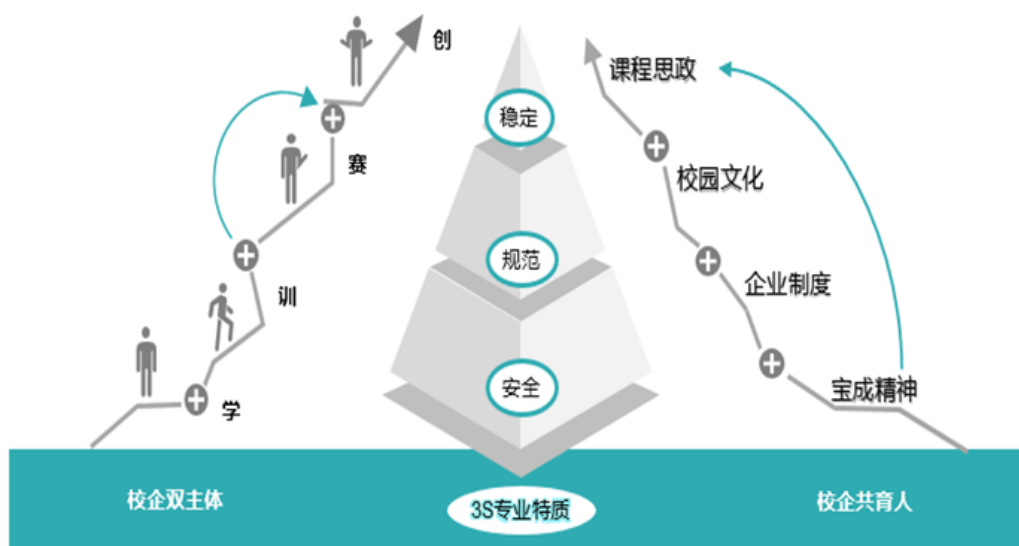 创
稳定
课程思政
赛
校园文化
规范
训
企业制度
安全
学
宝成精神
校企双主体
3S专业特质
校企共育人